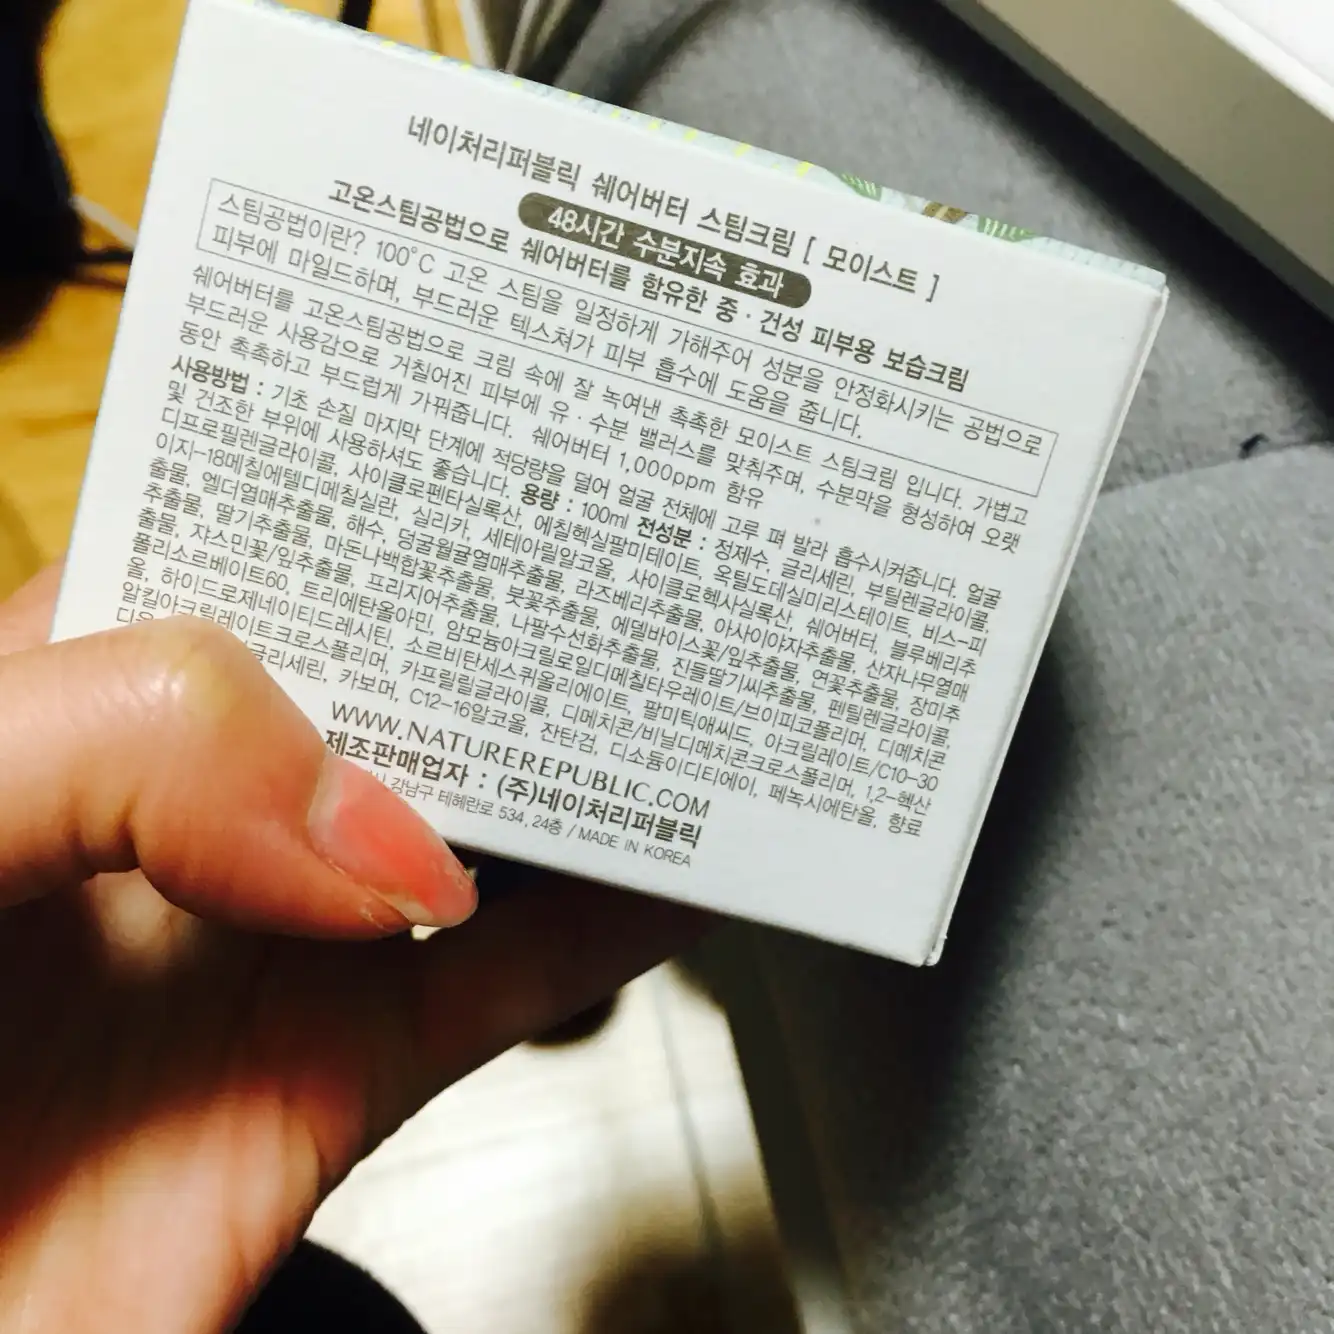 네이처리퍼블릭 쉐어버터 스팀크림 [ 모이스트 ]
48시간 수분지속 효과
고온스팀공법으로 쉐어버터를 함유한 중 · 건성 피부용 보습크림
스팀공법이란? 100°C 고온 스팀을 일정하게 가해주어 성분을 안정화시키는 공법으로
피부에 마일드하며, 부드러운 텍스쳐가 피부 흡수에 도움을 줍니다.
쉐어버터를 고온스팀공법으로 크림 속에 잘 녹여낸 촉촉한 모이스트 스팀크림 입니다. 가볍고
부드러운 사용감으로 거칠어진 피부에 유 · 수분 밸러스를 맞춰주며, 수분막을 형성하여 오랫
동안 촉촉하고 부드럽게 가꿔줍니다. 쉐어버터 1,000ppm 함유
사용방법 : 기초 손질 마지막 단계에 적당량을 덜어 얼굴 전체에 고루 펴 발라 흡수시켜줍니다. 얼굴
및 건조한 부위에 사용하셔도 좋습니다. 용량 : 100ml 전성분 : 정제수, 글리세린, 부틸렌글라이콜,
디프로필렌글라이콜, 사이클로펜타실록산, 에칠헥실팔미테이트, 옥틸도데실미리스테이트, 비스-피
이지-18메칠에텔디메칠실란, 실리카, 세테아릴알코올, 사이클로헥사실록산, 쉐어버터, 블루베리추
출물, 엘더열매추출물, 해수, 덩굴월귤열매추출물, 라즈베리추출물, 아사이야자추출물, 산자나무열매
추출물, 딸기추출물, 마돈나백합꽃추출물, 붓꽃추출물, 에델바이스꽃/잎추출물, 연꽃추출물, 장미추
출물, 쟈스민꽃/잎추출물, 프리지어추출물, 나팔수선화추출물, 진들딸기씨추출물, 펜틸렌글라이콜,
폴리소르베이트60, 트리에탄올아민, 암모늄아크릴로일디메칠타우레이트/브이피코폴리머, 디메치콘
올, 하이드로제네이티드레시틴, 소르비탄세스퀴올리에이트, 팔미틱애씨드, 아크릴레이트/C10-30
알킬아크릴레이트크로스폴리머, 카프릴릴글라이콜, 디메치콘/비닐디메치콘크로스폴리머, 1,2-헥산
글리세린, 카보머, C12-16알코올, 잔탄검, 디소듐이디티에이, 페녹시에탄올, 향료
WWW.NATUREREPUBLIC.COM
제조판매업자 : (주)네이처리퍼블릭
강남구 테헤란로 534, 24층 / MADE IN KOREA